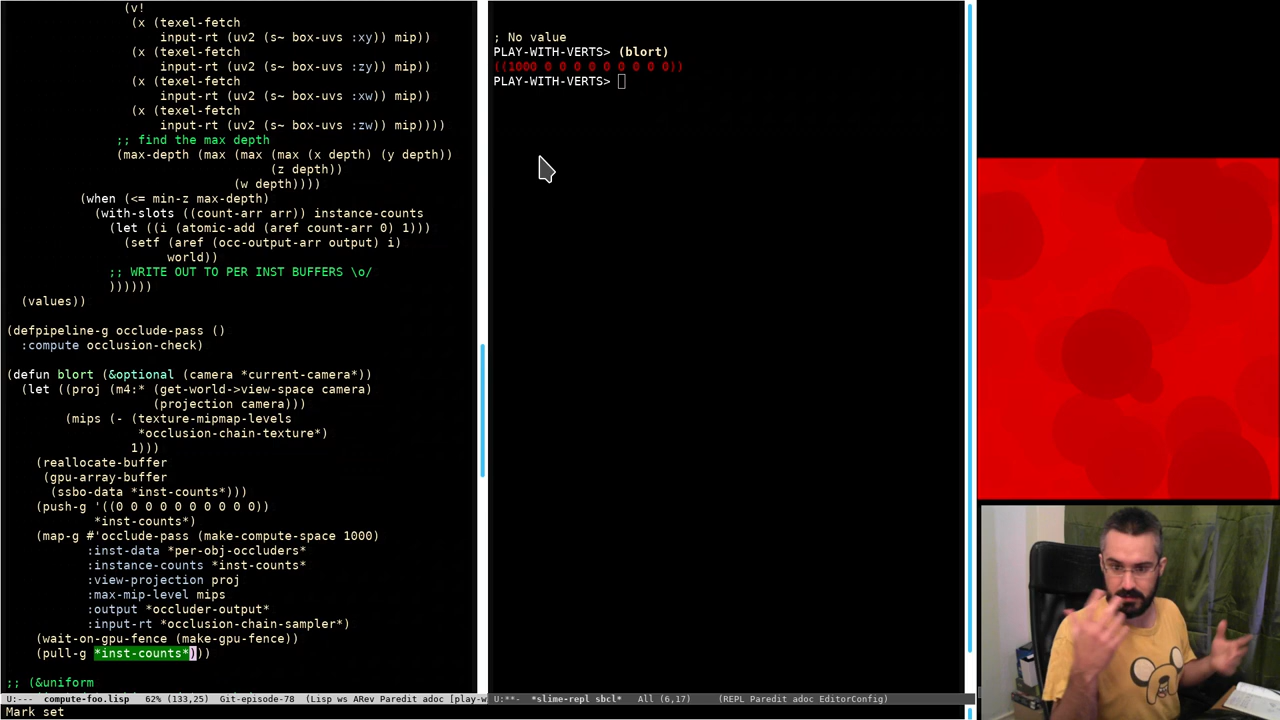 (v!
(x (texel-fetch
input-rt (uv2 (s~ box-uvs :xy)) mip))
(x (texel-fetch
input-rt (uv2 (s~ box-uvs :zy)) mip))
(x (texel-fetch
input-rt (uv2 (s~ box-uvs :xw)) mip))
(x (texel-fetch
input-rt (uv2 (s~ box-uvs :zw)) mip))))
;; find the max depth
(max-depth (max (max (max (x depth) (y depth))
(z depth))
(w depth))))
(when (<= min-z max-depth)
(with-slots ((count-arr arr)) instance-counts
(let ((i (atomic-add (aref count-arr 0) 1)))
(setf (aref (occ-output-arr output) i)
world))
;; WRITE OUT TO PER INST BUFFERS \o/
))))))
(values))
(defpipeline-g occlude-pass ()
:compute occlusion-check)
(defun blort (&optional (camera *current-camera*))
(let ((proj (m4:* (get-world->view-space camera)
(projection camera)))
(mips (- (texture-mipmap-levels
*occlusion-chain-texture*)
1)))
(reallocate-buffer
(gpu-array-buffer
(ssbo-data *inst-counts*)))
(push-g '((0 0 0 0 0 0 0 0 0 0))
*inst-counts*)
(map-g #'occlude-pass (make-compute-space 1000)
:inst-data *per-obj-occluders*
:instance-counts *inst-counts*
:view-projection proj
:max-mip-level mips
:output *occluder-output*
:input-rt *occlusion-chain-sampler*)
(wait-on-gpu-fence (make-gpu-fence))
(pull-g *inst-counts*)))
;; (&uniform
U:--- compute-foo.lisp 62% (133,25) Git-episode-78 (Lisp ws ARev Paredit adoc [play-w
Mark set
; No value
PLAY-WITH-VERTS> (blort)
((1000 0 0 0 0 0 0 0 0 0))
PLAY-WITH-VERTS>
U:**- *slime-repl sbcl* All (6,17) (REPL Paredit adoc EditorConfig)